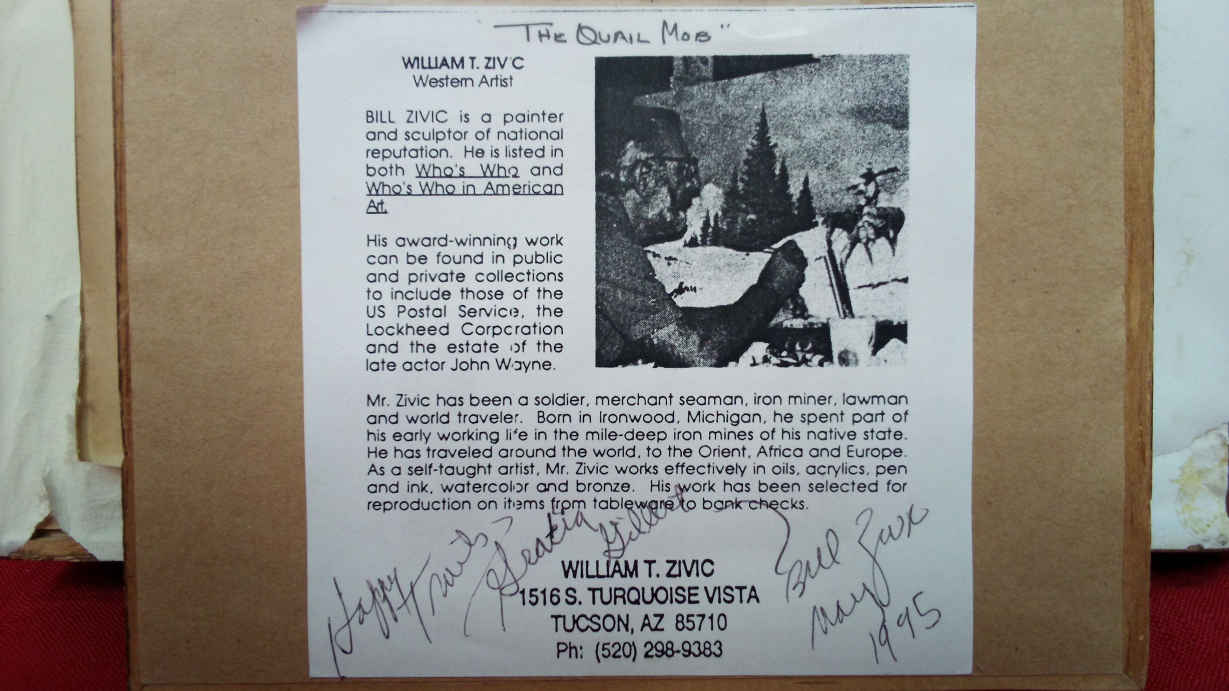 "THE QUAIL MOB"
WILLIAM T. ZIVIC
Western Artist
BILL ZIVIC is a painter
and sculptor of national
reputation. He is listed in
both Who's Who and
Who's Who in American
Art.
His award-winning work
can be found in public
and private collections
to include those of the
US Postal Service, the
Lockheed Corporation
and the estate of the
late actor John Wayne.
Mr. Zivic has been a soldier, merchant seaman, iron miner, lawman
and world traveler. Born in Ironwood, Michigan, he spent part of
his early working life in the mile-deep iron mines of his native state.
He has traveled around the world, to the Orient, Africa and Europe.
As a self-taught artist, Mr. Zivic works effectively in oils, acrylics, pen
and ink, watercolor and bronze. His work has been selected for
reproduction on items from tableware to bank checks.
Happy Trails
Bill Zivic
May
1995
WILLIAM T. ZIVIC
1516 S. TURQUOISE VISTA
TUCSON, AZ 85710
Ph: (520) 298-9383